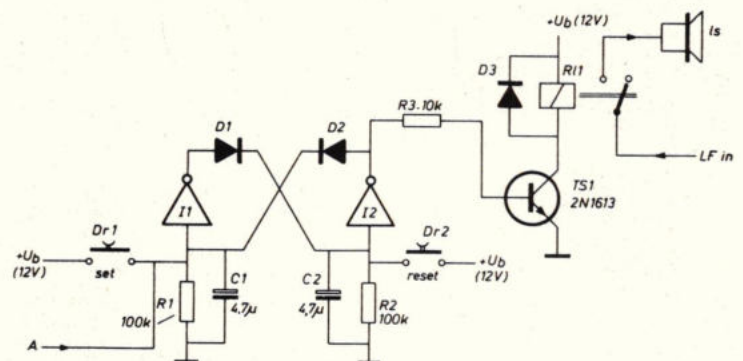 +Ub (12V)
ls
D3
Rl1
R3.10k
D1
D2
LF in
TS1
2N1613
I1
I2
Dr1
Dr2
+Ub
(12V)
set
reset
+Ub
(12V)
C1
4,7µ
C2
4,7µ
R1
100k
R2
100k
A